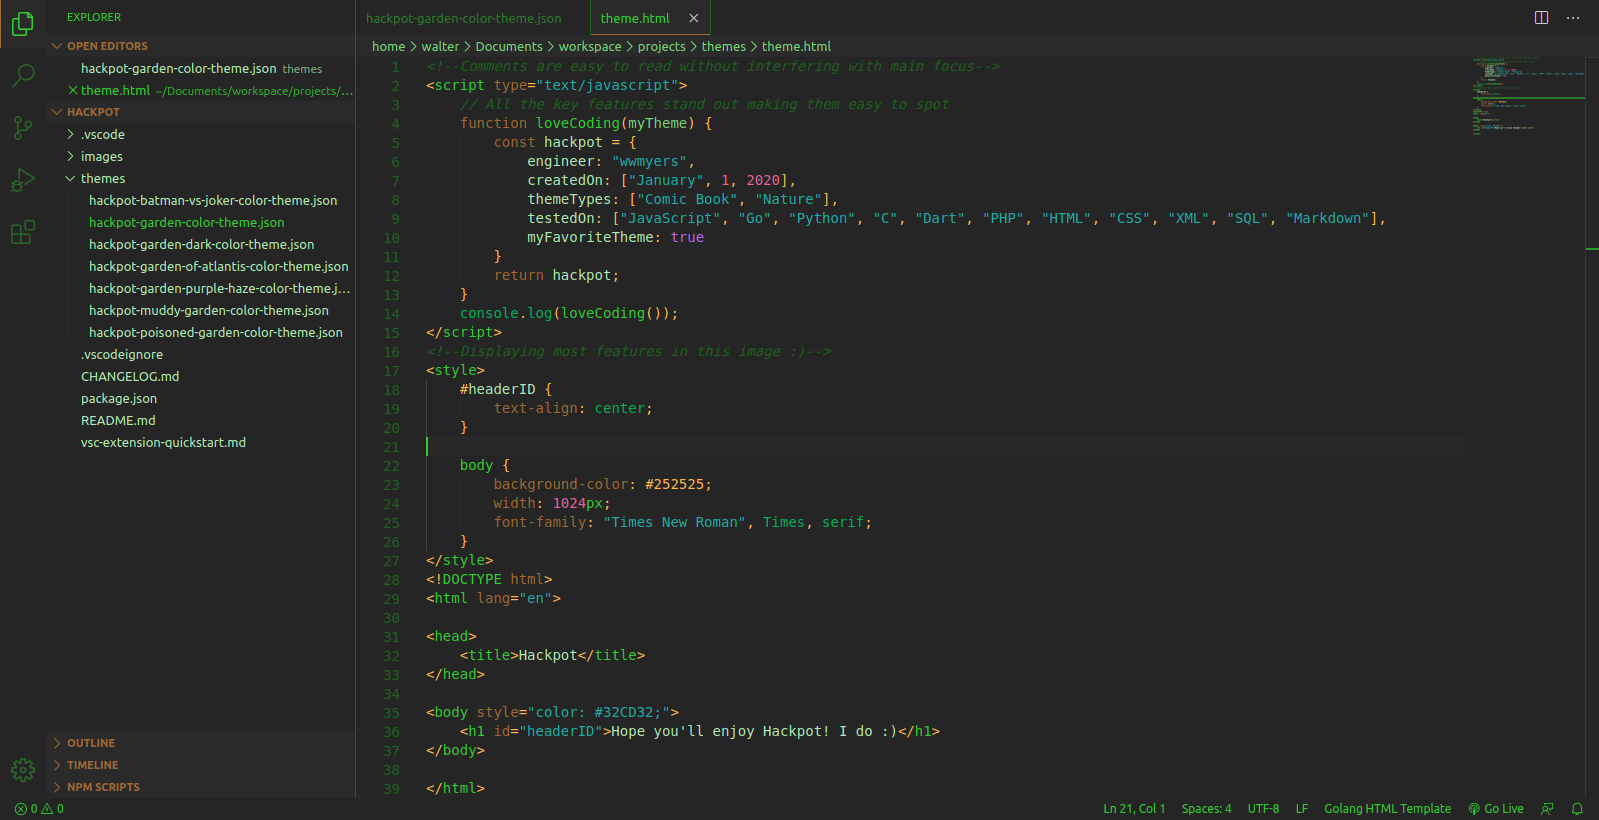 EXPLORER
OPEN EDITORS
hackpot-garden-color-theme.json themes
theme.html ~/Documents/workspace/projects/...
HACKPOT
.vscode
images
themes
hackpot-batman-vs-joker-color-theme.json
hackpot-garden-color-theme.json
hackpot-garden-dark-color-theme.json
hackpot-garden-of-atlantis-color-theme.json
hackpot-garden-purple-haze-color-theme.j...
hackpot-muddy-garden-color-theme.json
hackpot-poisoned-garden-color-theme.json
.vscodeignore
CHANGELOG.md
package.json
README.md
vsc-extension-quickstart.md
OUTLINE
TIMELINE
NPM SCRIPTS
hackpot-garden-color-theme.json theme.html
home > walter > Documents > workspace > projects > themes > theme.html
1 <!--Comments are easy to read without interfering with main focus-->
2 <script type="text/javascript">
3     // All the key features stand out making them easy to spot
4     function loveCoding(myTheme) {
5         const hackpot = {
6             engineer: "wwmyers",
7             createdOn: ["January", 1, 2020],
8             themeTypes: ["Comic Book", "Nature"],
9             testedOn: ["JavaScript", "Go", "Python", "C", "Dart", "PHP", "HTML", "CSS", "XML", "SQL", "Markdown"],
10             myFavoriteTheme: true
11         }
12         return hackpot;
13     }
14     console.log(loveCoding());
15 </script>
16 <!--Displaying most features in this image :)-->
17 <style>
18     #headerID {
19         text-align: center;
20     }
21
22     body {
23         background-color: #252525;
24         width: 1024px;
25         font-family: "Times New Roman", Times, serif;
26     }
27 </style>
28 <!DOCTYPE html>
29 <html lang="en">
30
31 <head>
32     <title>Hackpot</title>
33 </head>
34
35 <body style="color: #32CD32;">
36     <h1 id="headerID">Hope you'll enjoy Hackpot! I do :)</h1>
37 </body>
38
39 </html>
0 0 Ln 21, Col 1 Spaces: 4 UTF-8 LF Golang HTML Template Go Live